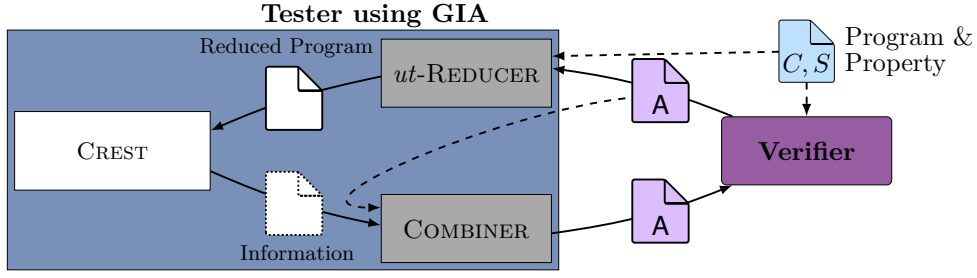 Tester using GIA
Reduced Program
ut-REDUCER
C, S
Program &
Property
A
CREST
Verifier
A
COMBINER
Information